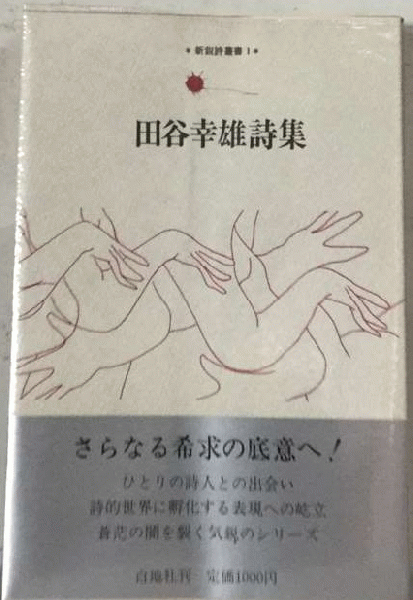 *新鋭詩叢書1*
田谷幸雄詩集
さらなる希求の底意へ！
ひとりの詩人との出会い
詩的世界に孵化する表現への屹立
蒼茫の闇を裂く気鋭のシリーズ
白地社刊 定価1000円